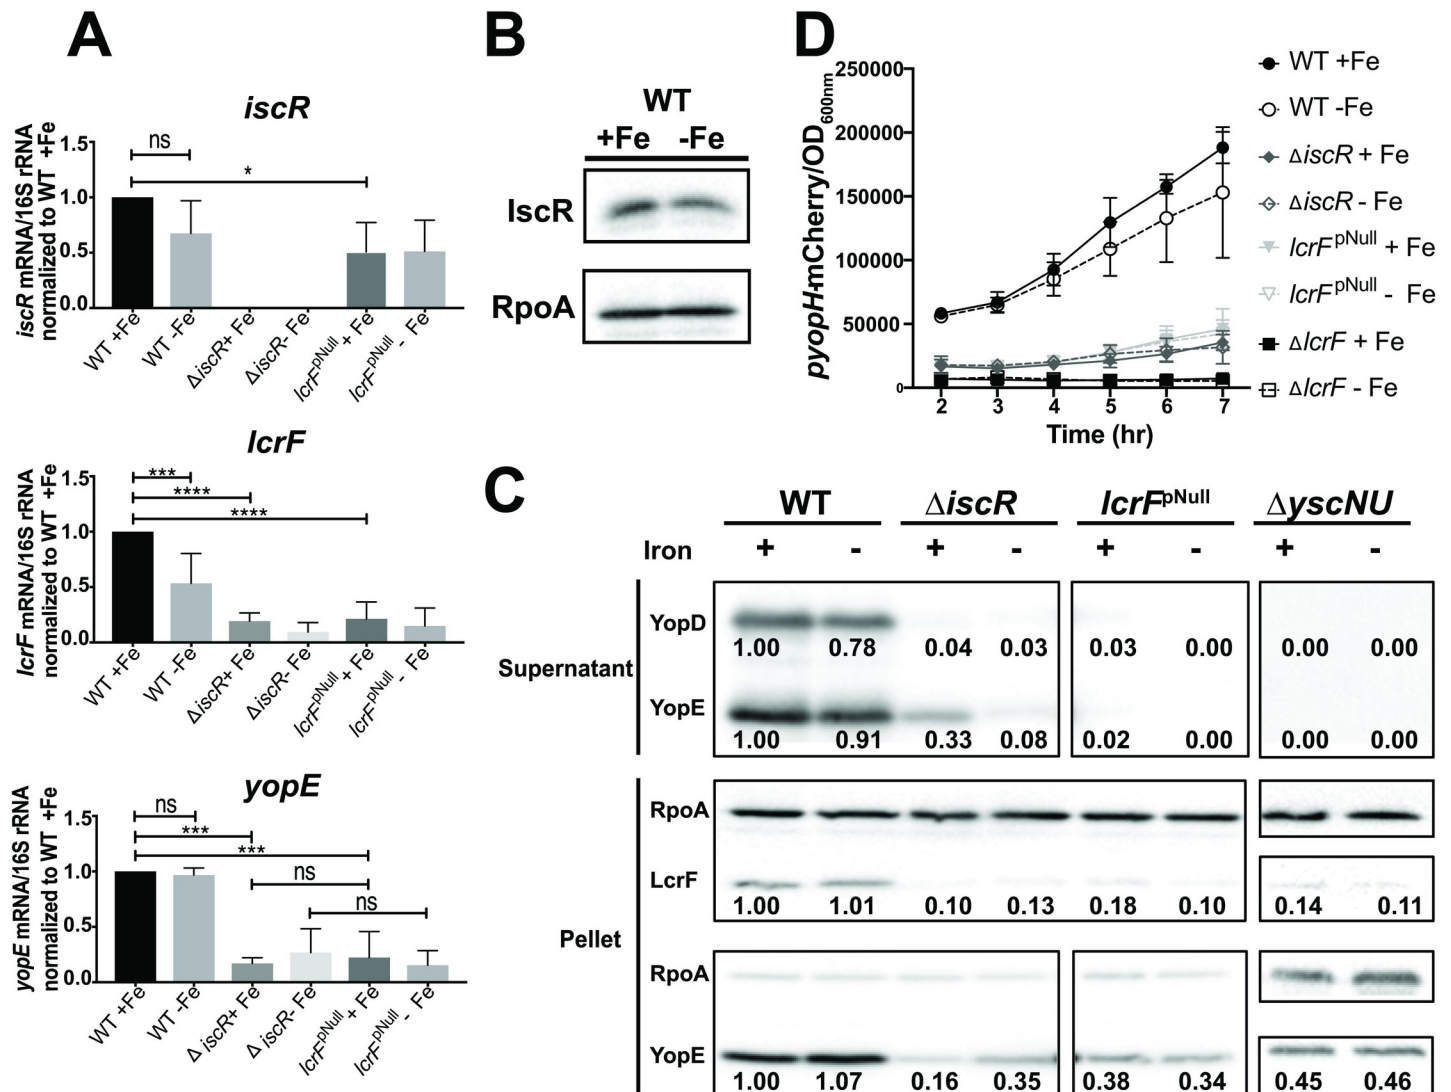 A
iscR
iscR mRNA/16S rRNA
normalized to WT +Fe
1.5
1.0
0.5
0.0
ns
*
WT +Fe
WT -Fe
ΔiscR+ Fe
ΔiscR- Fe
lcrFpNull + Fe
lcrFpNull - Fe
lcrF
lcrF mRNA/16S rRNA
normalized to WT +Fe
1.5
1.0
0.5
0.0
***
****
****
WT +Fe
WT -Fe
ΔiscR+ Fe
ΔiscR- Fe
lcrFpNull + Fe
lcrFpNull - Fe
yopE
yopE mRNA/16S rRNA
normalized to WT +Fe
1.5
1.0
0.5
0.0
ns
***
***
ns
ns
WT +Fe
WT -Fe
Δ iscR+ Fe
Δ iscR- Fe
lcrFpNull + Fe
lcrFpNull - Fe
B
WT
+Fe -Fe
IscR
RpoA
D
pyopH-mCherry/OD600nm
250000
200000
150000
100000
50000
0
2 3 4 5 6 7
Time (hr)
WT +Fe
WT -Fe
ΔiscR + Fe
ΔiscR - Fe
lcrFpNull + Fe
lcrFpNull - Fe
ΔlcrF + Fe
ΔlcrF - Fe
C
WT ΔiscR lcrFpNull ΔyscNU
Iron + - + - + - + -
Supernatant
YopD
1.00 0.78 0.04 0.03 0.03 0.00 0.00 0.00
YopE
1.00 0.91 0.33 0.08 0.02 0.00 0.00 0.00
Pellet
RpoA
LcrF
1.00 1.01 0.10 0.13 0.18 0.10 0.14 0.11
RpoA
YopE
1.00 1.07 0.16 0.35 0.38 0.34 0.45 0.46